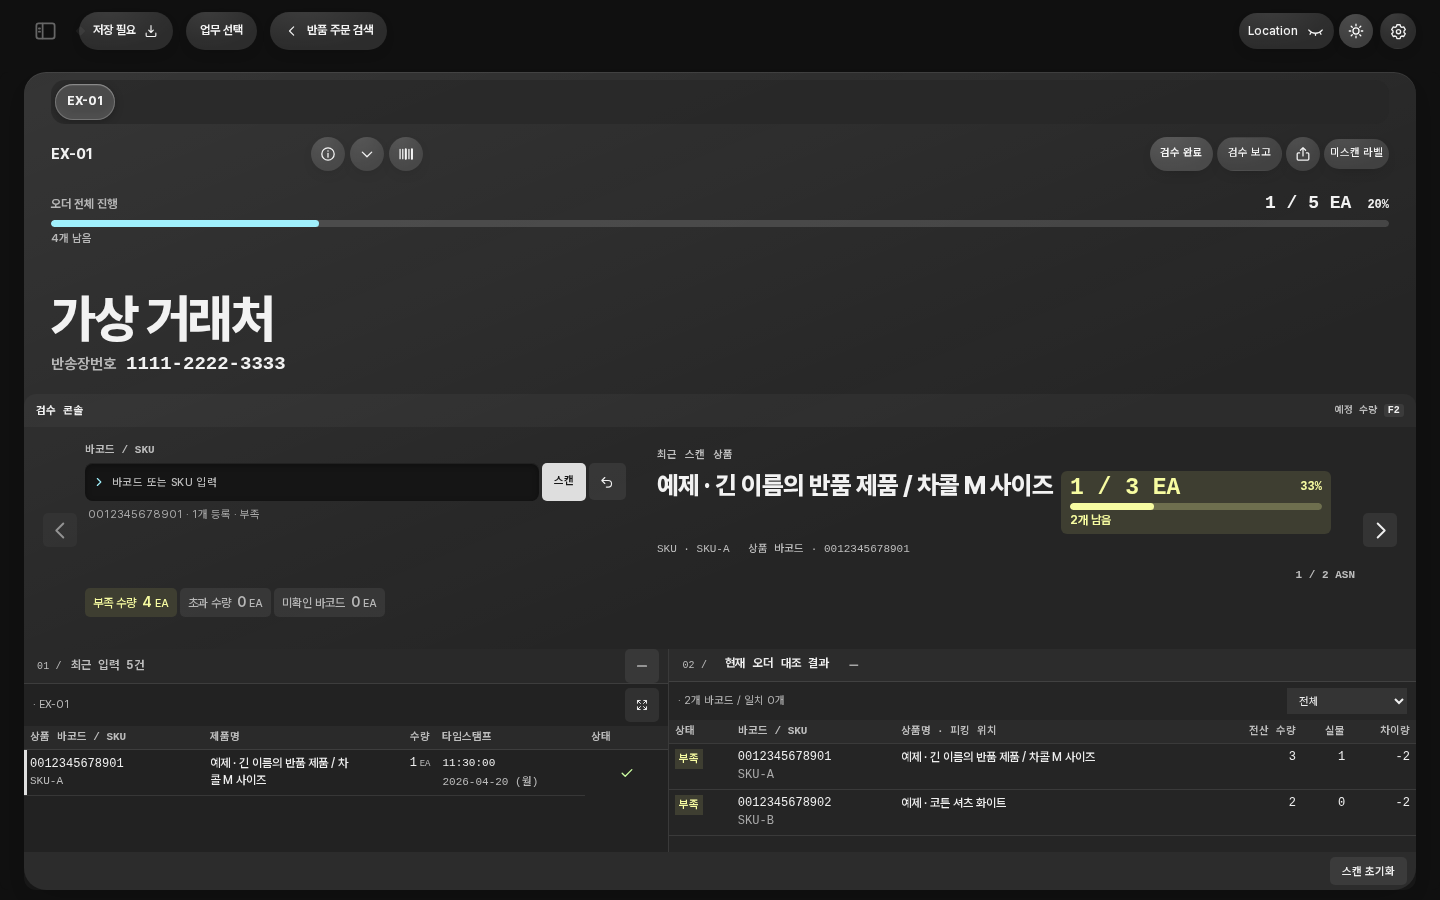 저장 필요
업무 선택
반품 주문 검색
Location
EX-01
EX-01
검수 완료
검수 보고
미스캔 라벨
오더 전체 진행
1 / 5 EA 20%
4개 남음
가상 거래처
반송장번호 1111-2222-3333
검수 콘솔
예정 수량 F2
바코드 / SKU
바코드 또는 SKU 입력
스캔
0012345678901 · 1개 등록 · 부족
최근 스캔 상품
예제 · 긴 이름의 반품 제품 / 차콜 M 사이즈
1 / 3 EA 33%
2개 남음
SKU · SKU-A 상품 바코드 · 0012345678901
1 / 2 ASN
부족 수량 4 EA
초과 수량 0 EA
미확인 바코드 0 EA
01 / 최근 입력 5건
· EX-01
상품 바코드 / SKU 제품명 수량 타임스탬프 상태
0012345678901 예제 · 긴 이름의 반품 제품 / 차 1 EA 11:30:00
SKU-A 콜 M 사이즈 2026-04-20 (월)
02 / 현재 오더 대조 결과
· 2개 바코드 / 일치 0개
전체
상태 바코드 / SKU 상품명 · 피킹 위치 전산 수량 실물 차이량
부족 0012345678901 예제 · 긴 이름의 반품 제품 / 차콜 M 사이즈 3 1 -2
SKU-A
부족 0012345678902 예제 · 코튼 셔츠 화이트 2 0 -2
SKU-B
스캔 초기화